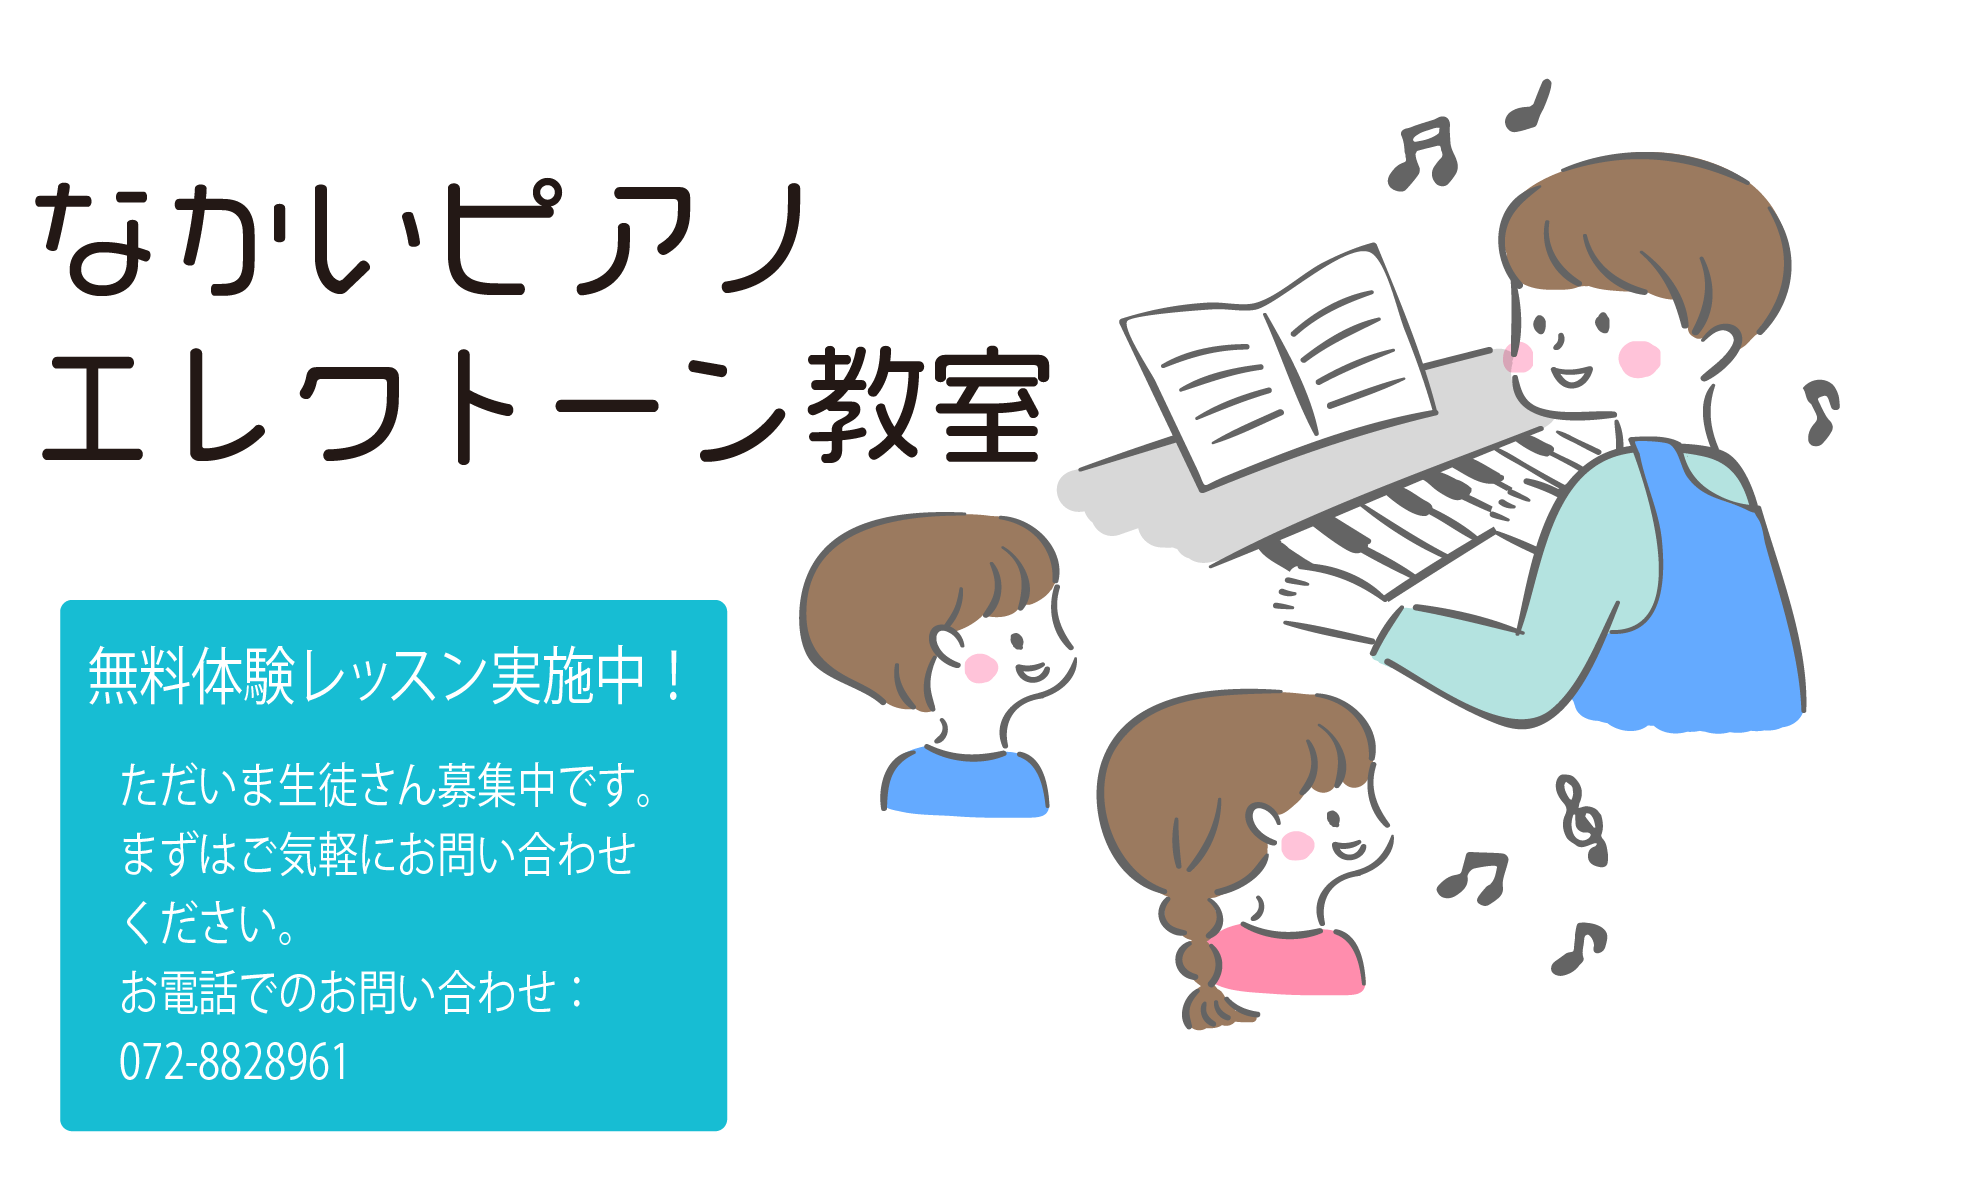 なかいピアノ
エレクトーン教室
無料体験レッスン実施中！
ただいま生徒さん募集中です。
まずはご気軽にお問い合わせ
ください。
お電話でのお問い合わせ：
072-8828961